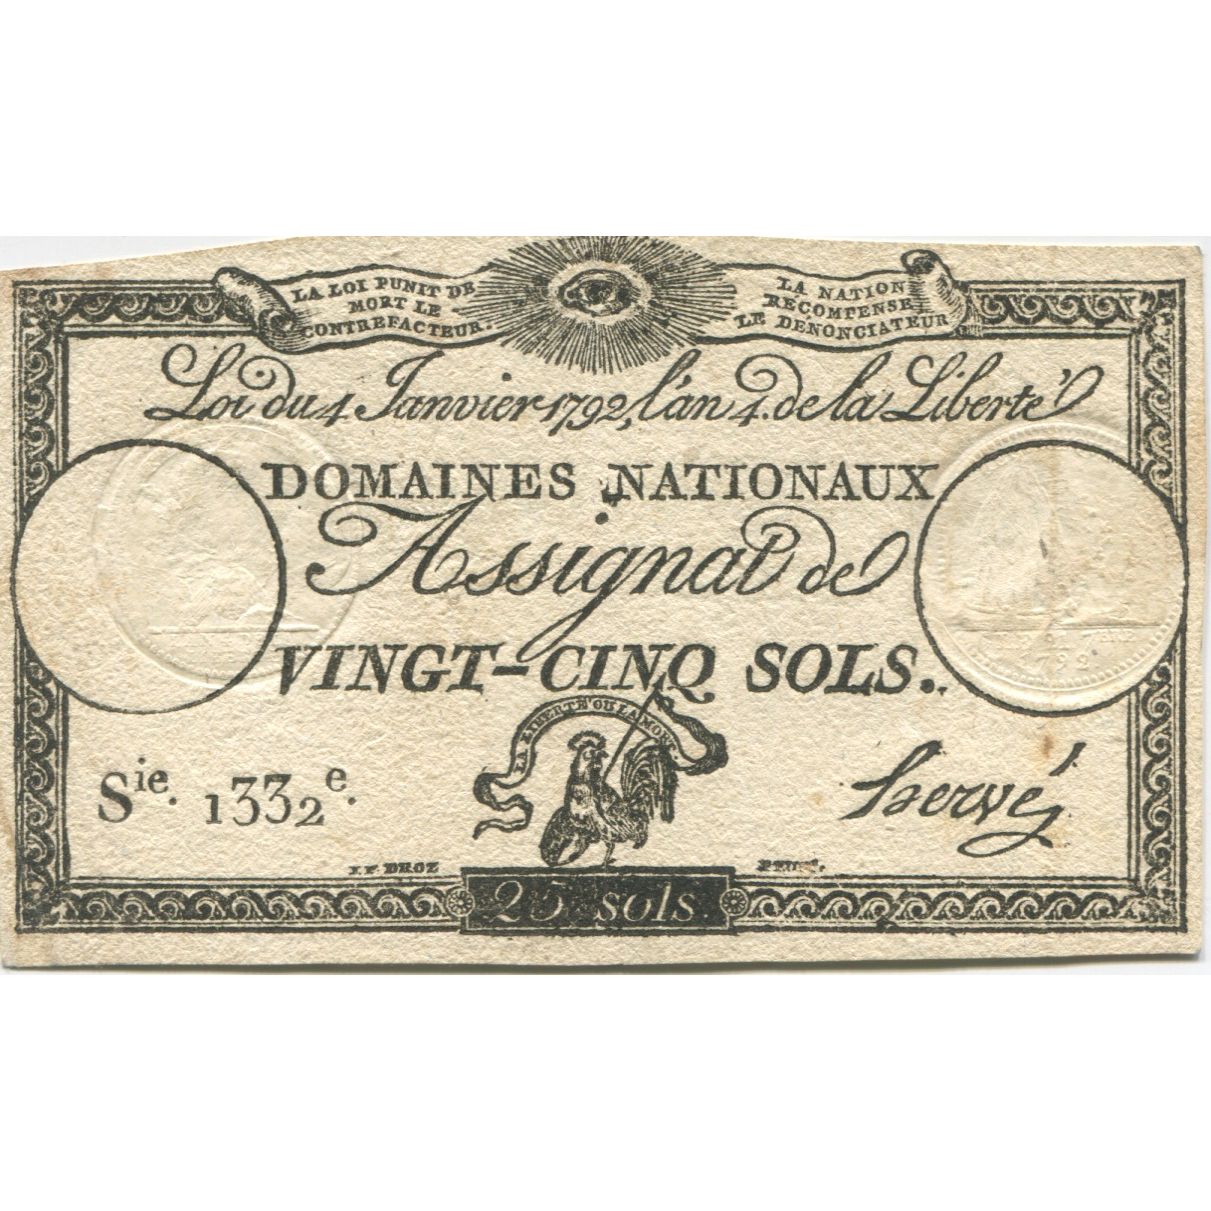 LA LOI PUNIT DE
MORT LE
CONTREFACTEUR.
LA NATION
RECOMPENSE
LE DENONCIATEUR
Loi du 4 Janvier 1792, l'an 4. de la Liberté
DOMAINES NATIONAUX
Assignat de
VINGT-CINQ SOLS.
LA LIBERTÉ OU LA MORT
Sie. 1332e.
hervé
DROZ
25 sols.